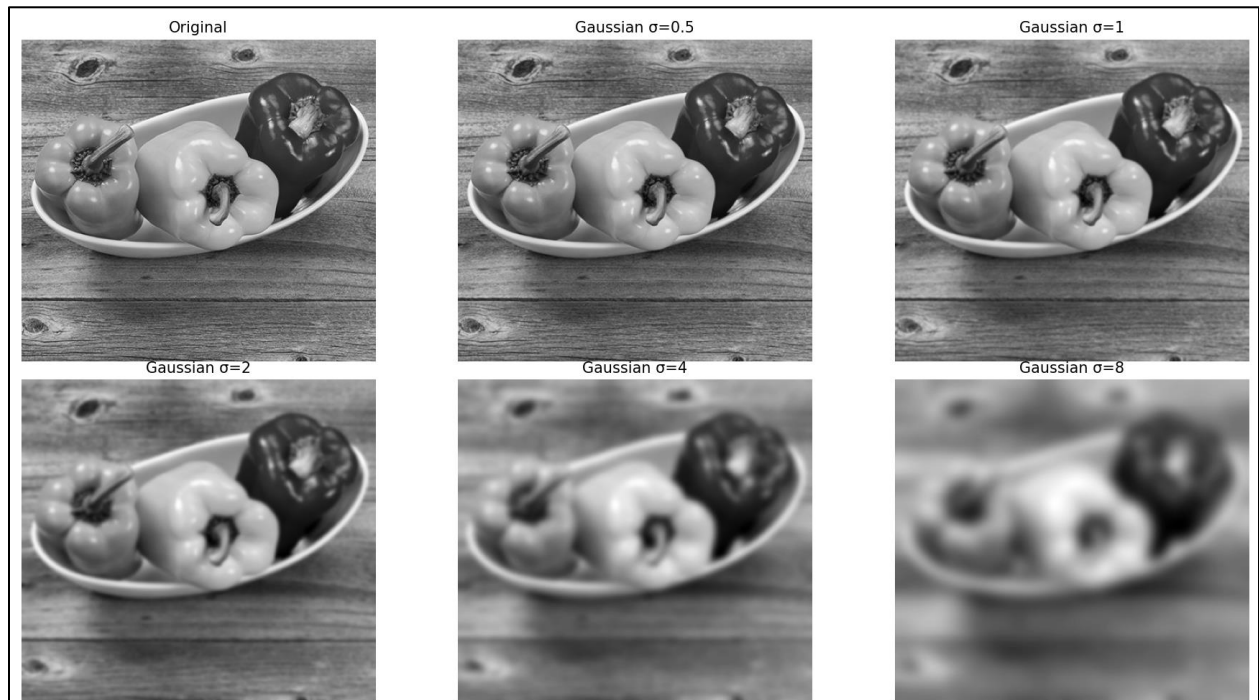 Original
Gaussian σ=0.5
Gaussian σ=1
Gaussian σ=2
Gaussian σ=4
Gaussian σ=8